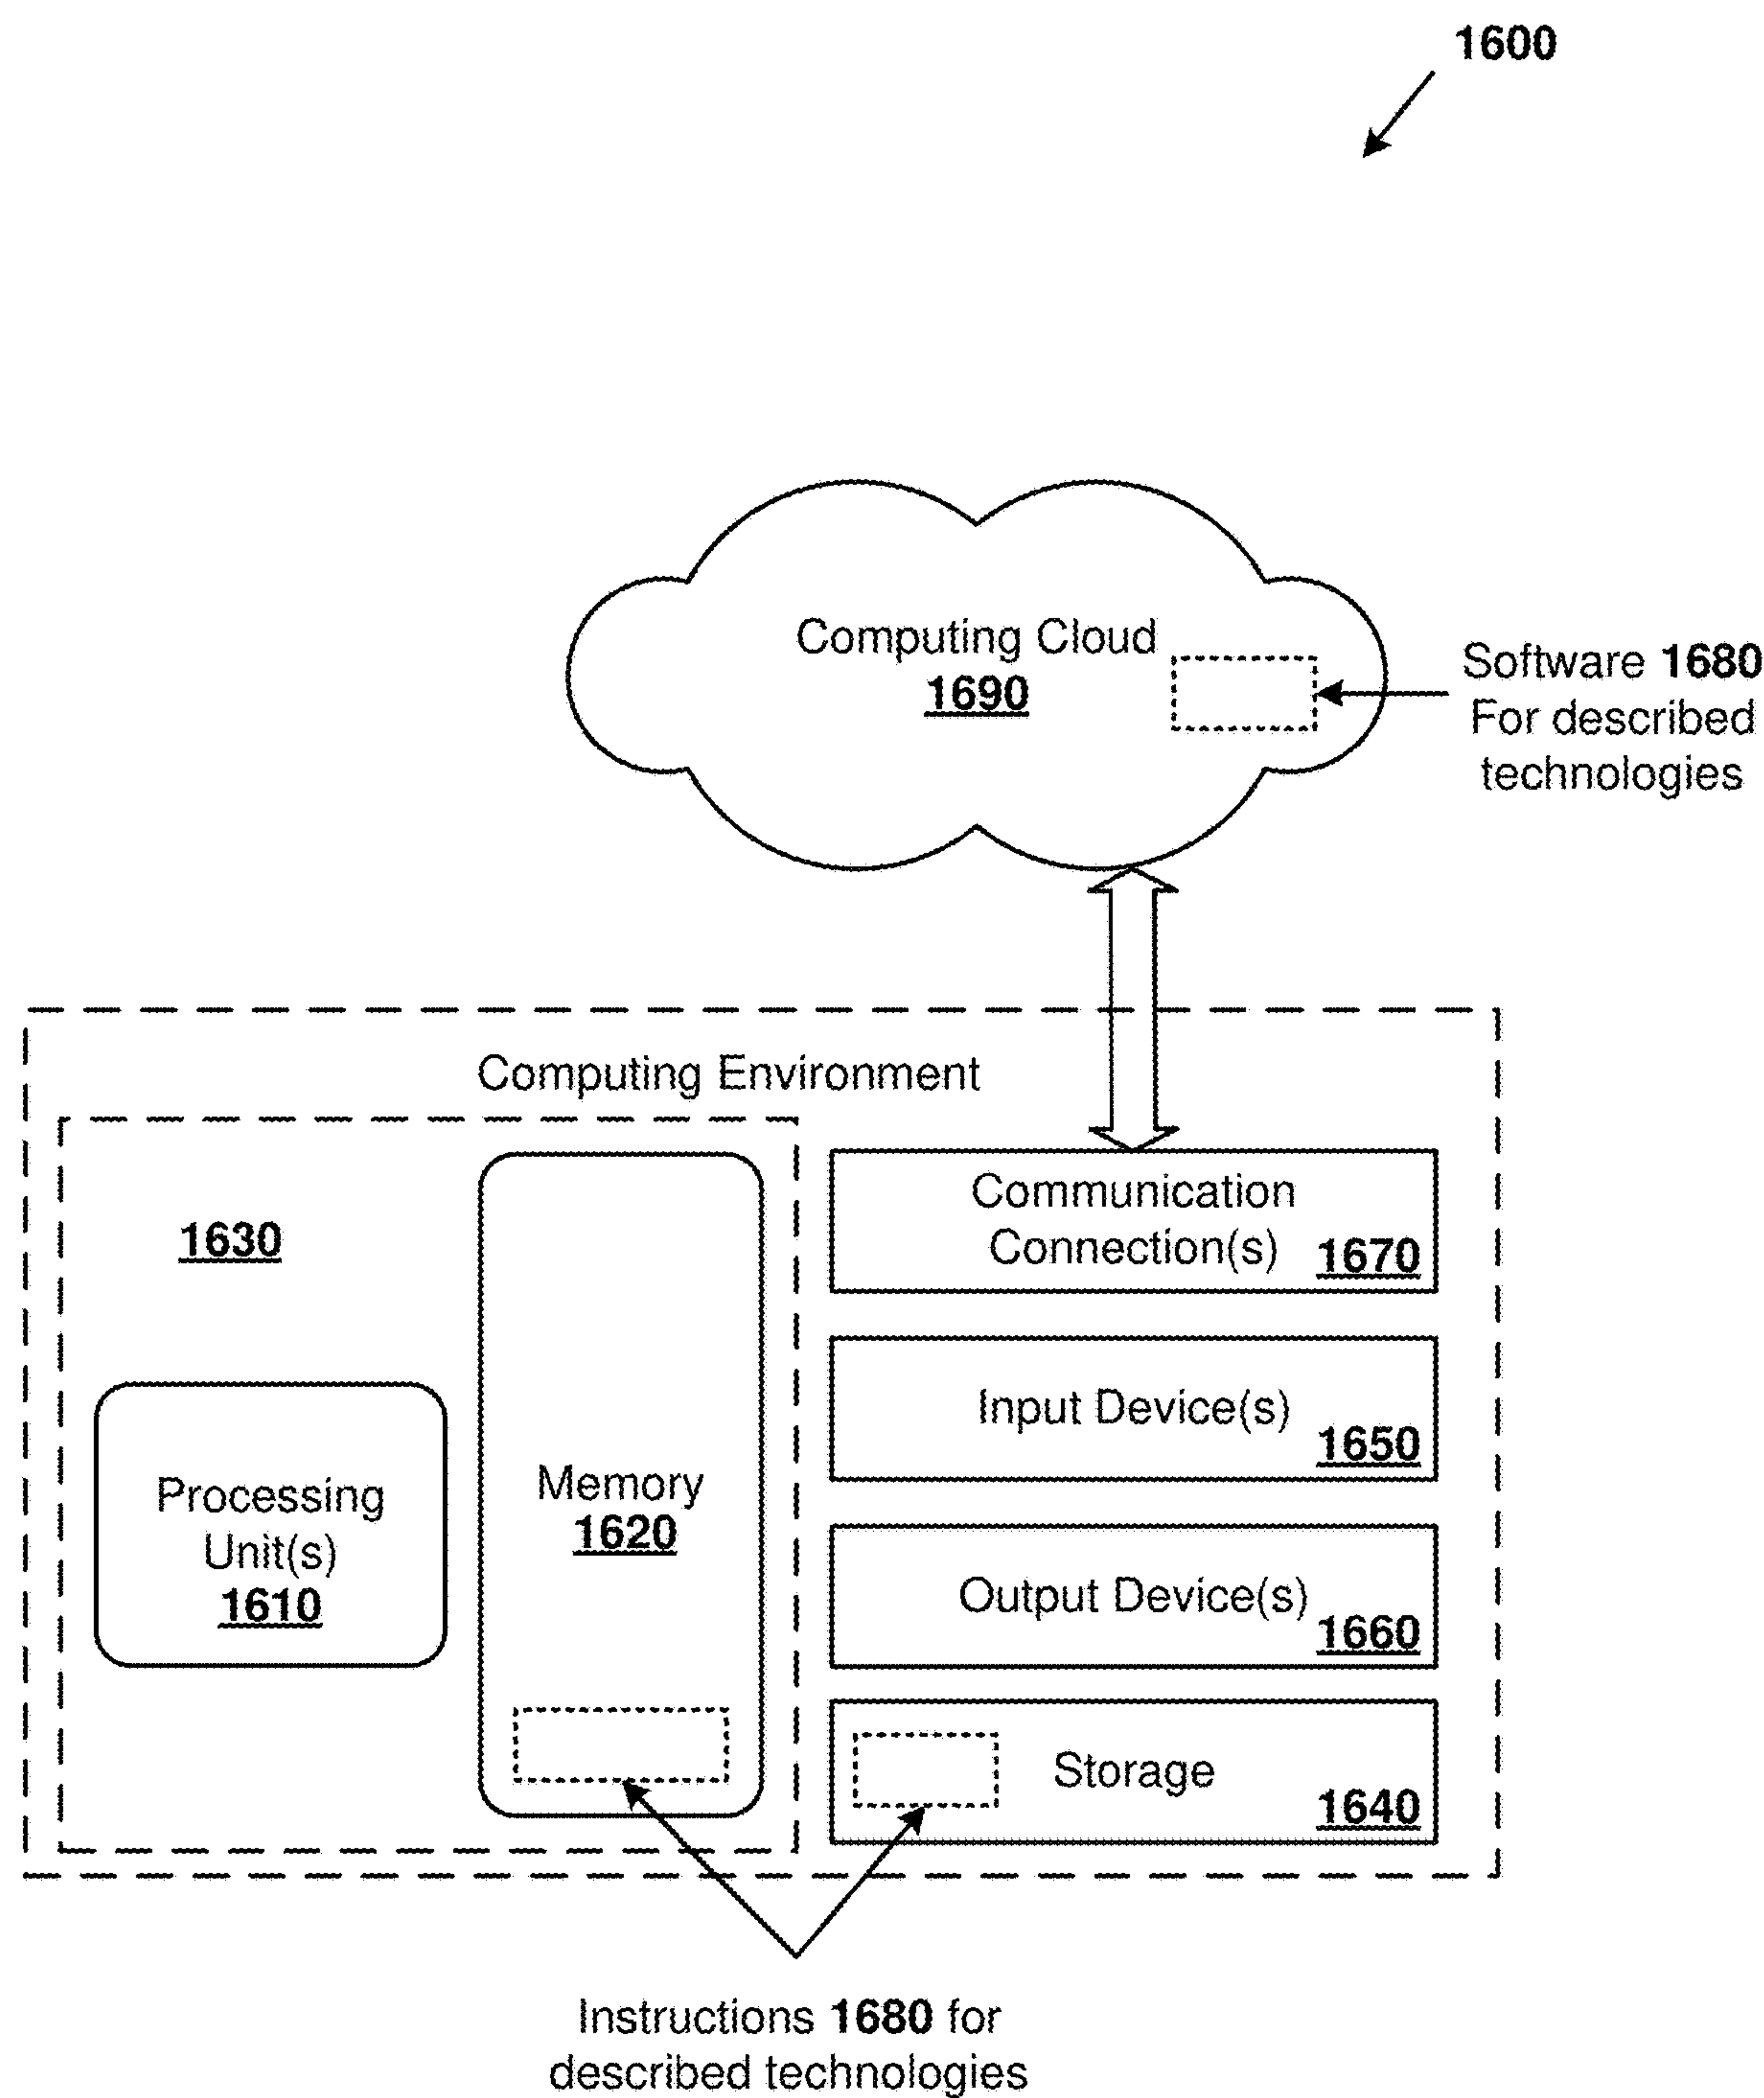 1600
Computing Cloud
1690
Software 1680
For described
technologies
Computing Environment
1630
Processing
Unit(s)
1610
Memory
1620
Communication
Connection(s)
1670
Input Device(s)
1650
Output Device(s)
1660
Storage
1640
Instructions 1680 for
described technologies